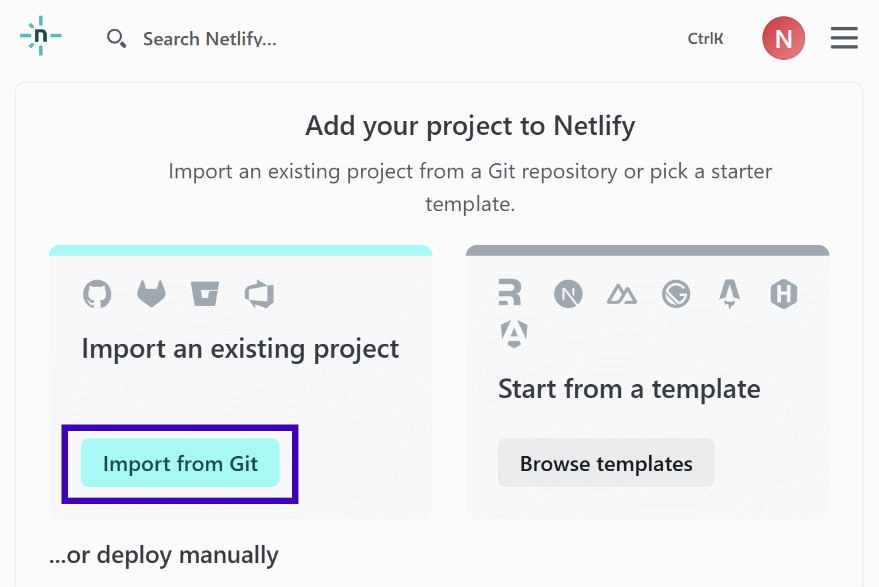 n
Search Netlify...
CtrlK
N
Add your project to Netlify
Import an existing project from a Git repository or pick a starter
template.
Import an existing project
Import from Git
Start from a template
Browse templates
...or deploy manually